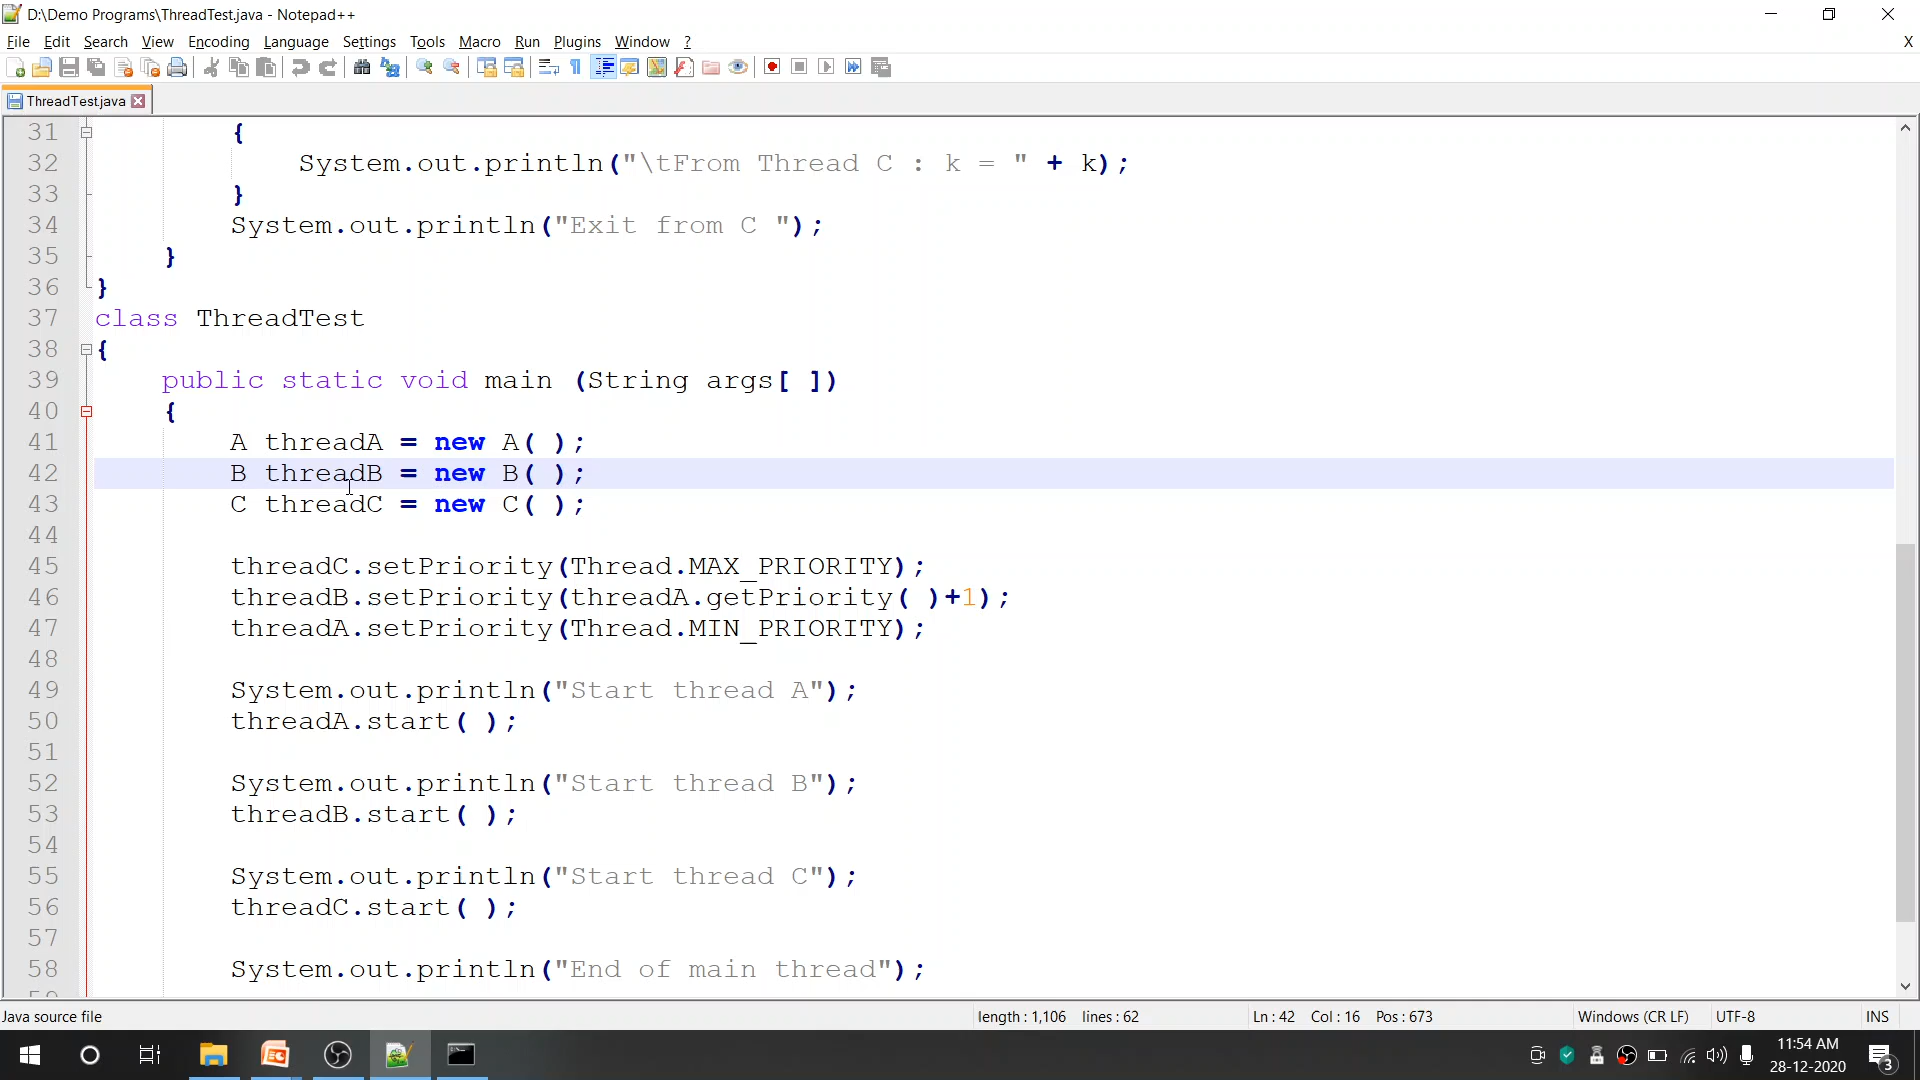 D:\Demo Programs\ThreadTest.java - Notepad++
File Edit Search View Encoding Language Settings Tools Macro Run Plugins Window ? X
ThreadTest.java
31 {
32 System.out.println("\tFrom Thread C : k = " + k);
33 }
34 System.out.println("Exit from C ");
35 }
36 }
37 class ThreadTest
38 {
39 public static void main (String args[ ])
40 {
41 A threadA = new A( );
42 B threadB = new B( );
43 C threadC = new C( );
44
45 threadC.setPriority(Thread.MAX_PRIORITY);
46 threadB.setPriority(threadA.getPriority( )+1);
47 threadA.setPriority(Thread.MIN_PRIORITY);
48
49 System.out.println("Start thread A");
50 threadA.start( );
51
52 System.out.println("Start thread B");
53 threadB.start( );
54
55 System.out.println("Start thread C");
56 threadC.start( );
57
58 System.out.println("End of main thread");
59
Java source file length : 1,106 lines : 62 Ln : 42 Col : 16 Pos : 673 Windows (CR LF) UTF-8 INS
11:54 AM
28-12-2020
3